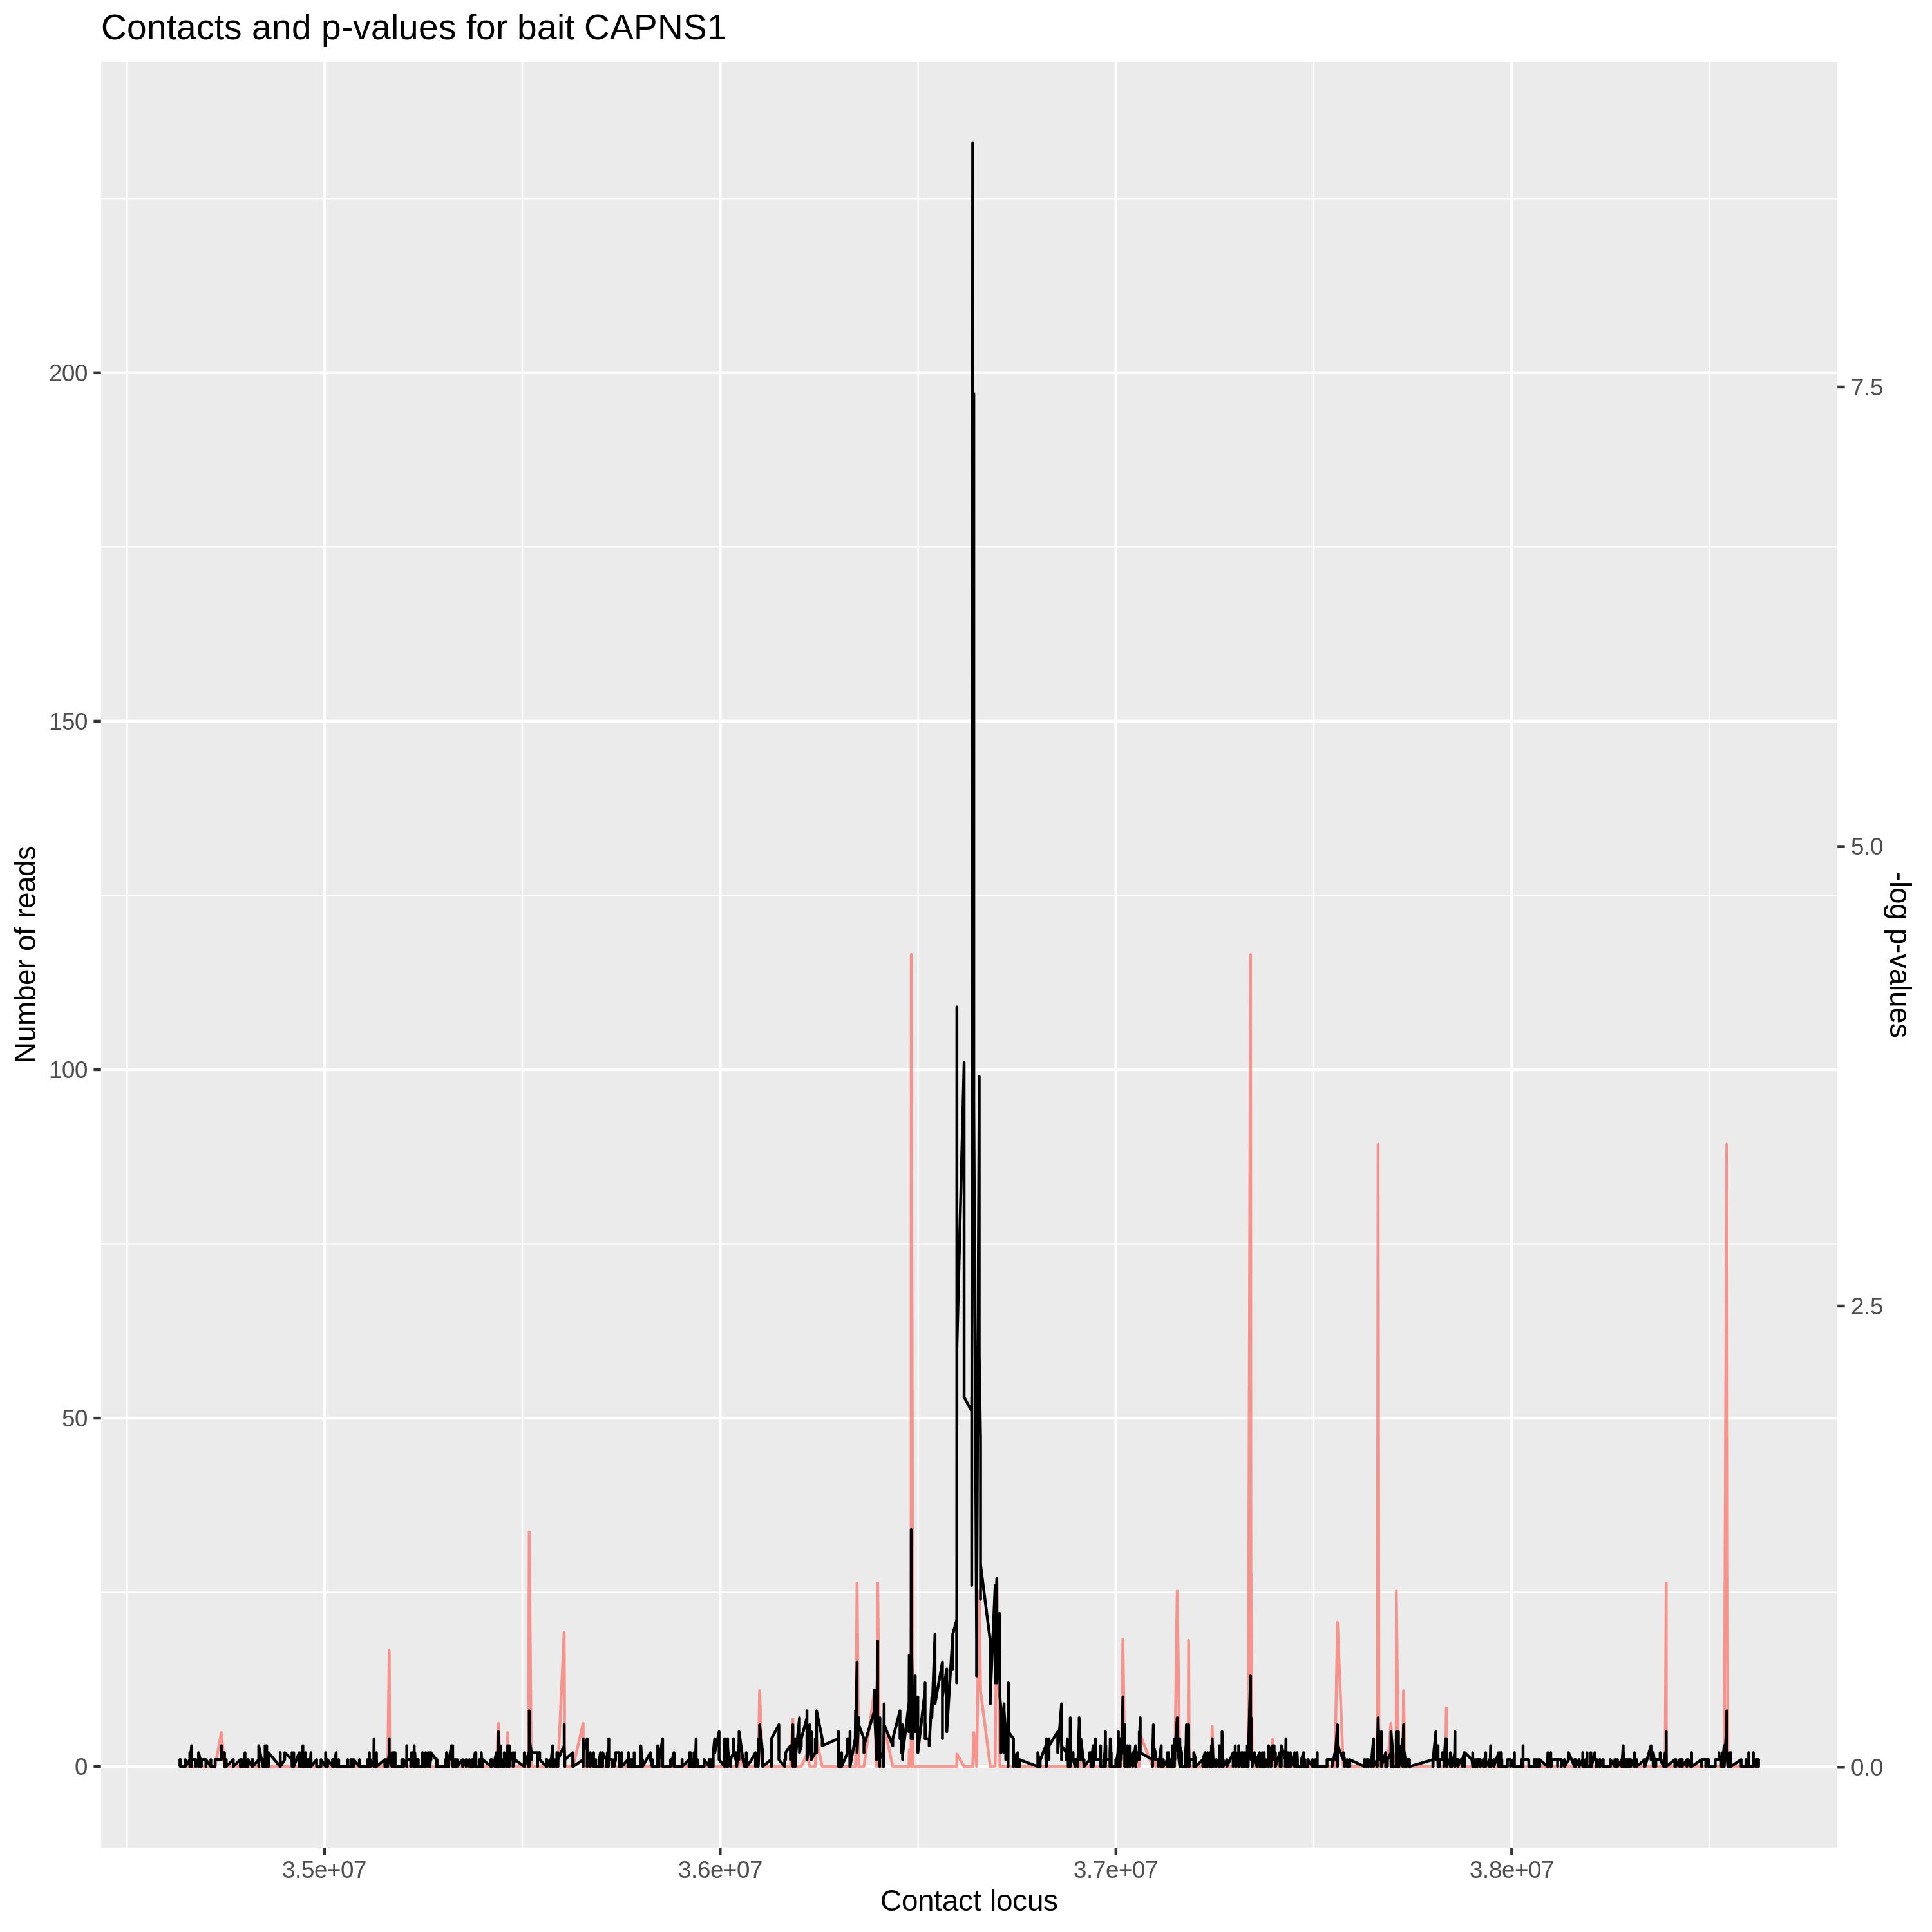 Contacts and p-values for bait CAPNS1
Number of reads
200
150
100
50
0
7.5
5.0
2.5
0.0
-log p-values
3.5e+07
3.6e+07
3.7e+07
3.8e+07
Contact locus